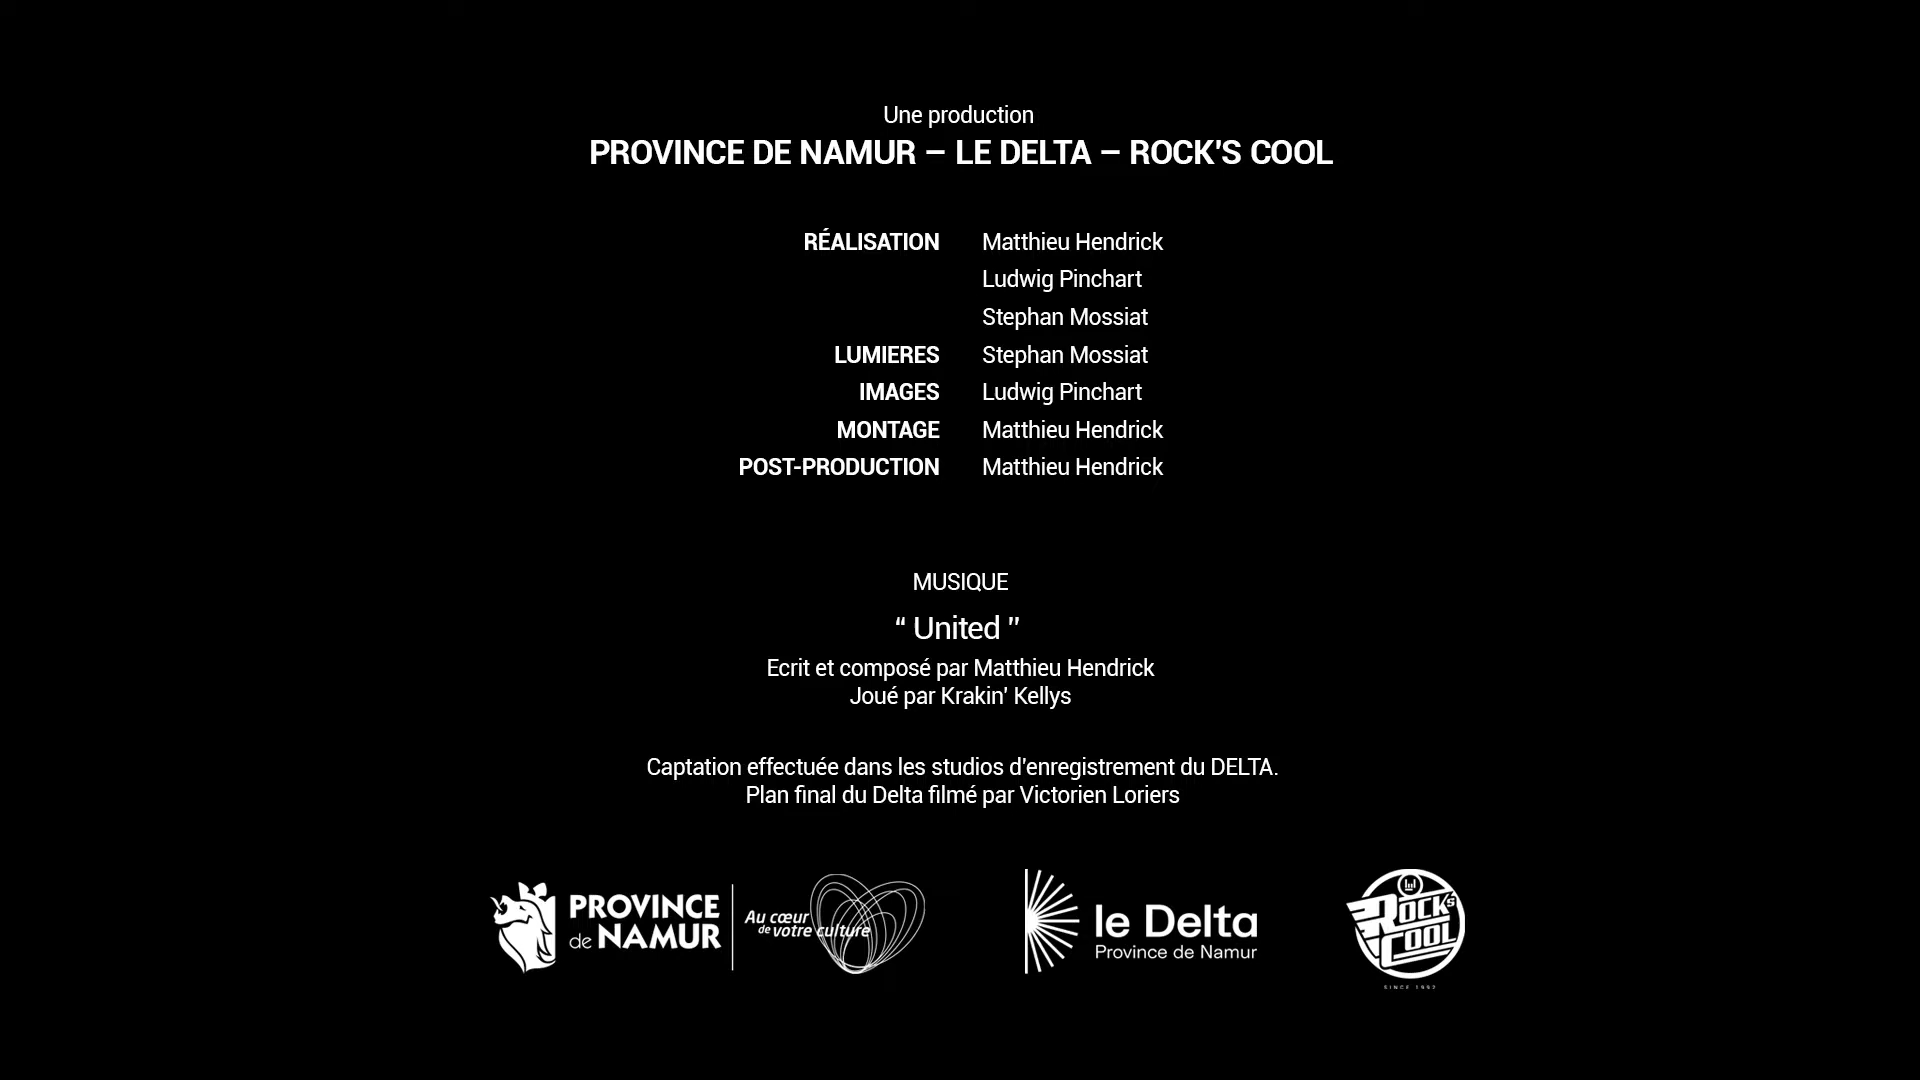 Une production
PROVINCE DE NAMUR – LE DELTA – ROCK'S COOL
RÉALISATION Matthieu Hendrick
Ludwig Pinchart
Stephan Mossiat
LUMIERES Stephan Mossiat
IMAGES Ludwig Pinchart
MONTAGE Matthieu Hendrick
POST-PRODUCTION Matthieu Hendrick
MUSIQUE
“ United ”
Ecrit et composé par Matthieu Hendrick
Joué par Krakin' Kellys
Captation effectuée dans les studios d'enregistrement du DELTA.
Plan final du Delta filmé par Victorien Loriers
PROVINCE
de NAMUR
Au cœur
de votre culture
le Delta
Province de Namur
ROCK'S
COOL
SINCE 1992